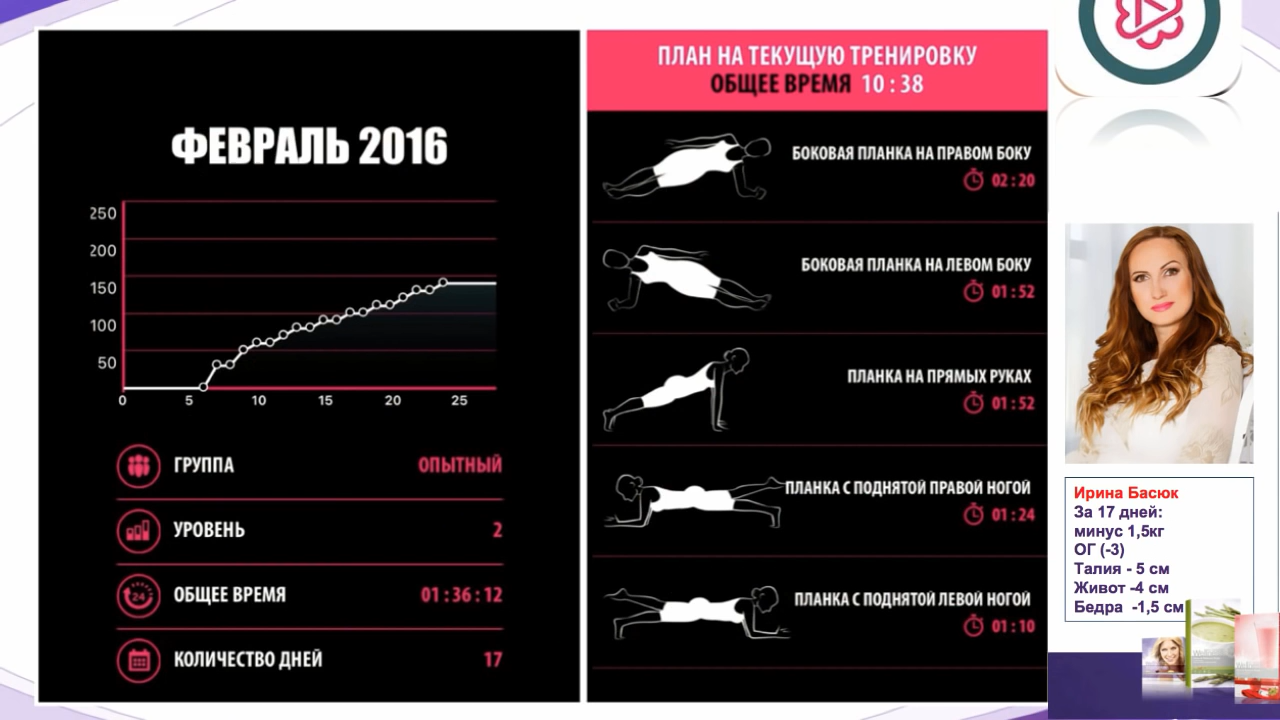 ФЕВРАЛЬ 2016
250
200
150
100
50
0
5
10
15
20
25
ГРУППА ОПЫТНЫЙ
УРОВЕНЬ 2
24
ОБЩЕЕ ВРЕМЯ 01:36:12
КОЛИЧЕСТВО ДНЕЙ 17
ПЛАН НА ТЕКУЩУЮ ТРЕНИРОВКУ
ОБЩЕЕ ВРЕМЯ 10:38
БОКОВАЯ ПЛАНКА НА ПРАВОМ БОКУ
02:20
БОКОВАЯ ПЛАНКА НА ЛЕВОМ БОКУ
01:52
ПЛАНКА НА ПРЯМЫХ РУКАХ
01:52
ПЛАНКА С ПОДНЯТОЙ ПРАВОЙ НОГОЙ
01:24
ПЛАНКА С ПОДНЯТОЙ ЛЕВОЙ НОГОЙ
01:10
Ирина Басюк
За 17 дней:
минус 1,5кг
ОГ (-3)
Талия - 5 см
Живот -4 см
Бедра -1,5 см